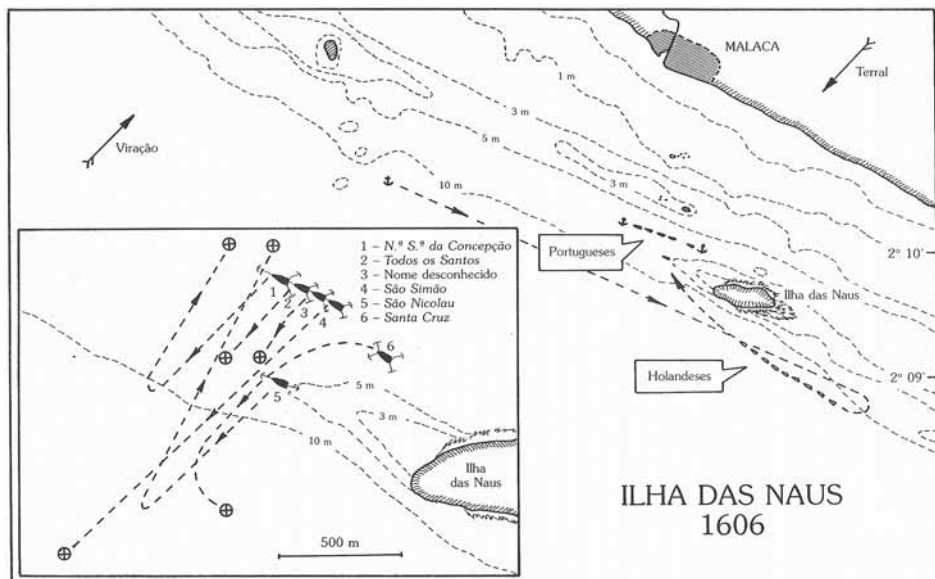 MALACA
Terral
Viração
1 m
3 m
5 m
10 m
3 m
Portugueses
2º 10'
Ilha das Naus
Holandeses
2º 09'
1 – N.ª S.ª da Concepção
2 – Todos os Santos
3 – Nome desconhecido
4 – São Simão
5 – São Nicolau
6 – Santa Cruz
1
2
3
4
6
5
5 m
3 m
10 m
Ilha
das Naus
500 m
ILHA DAS NAUS
1606